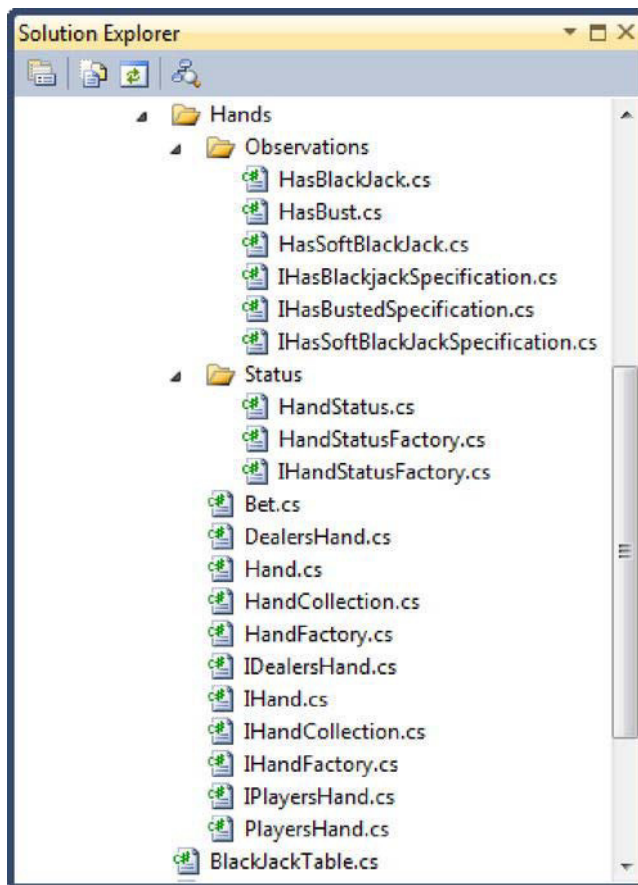 Solution Explorer
Hands
Observations
HasBlackJack.cs
HasBust.cs
HasSoftBlackJack.cs
IHasBlackjackSpecification.cs
IHasBustedSpecification.cs
IHasSoftBlackJackSpecification.cs
Status
HandStatus.cs
HandStatusFactory.cs
IHandStatusFactory.cs
Bet.cs
DealersHand.cs
Hand.cs
HandCollection.cs
HandFactory.cs
IDealersHand.cs
IHand.cs
IHandCollection.cs
IHandFactory.cs
IPlayersHand.cs
PlayersHand.cs
BlackJackTable.cs